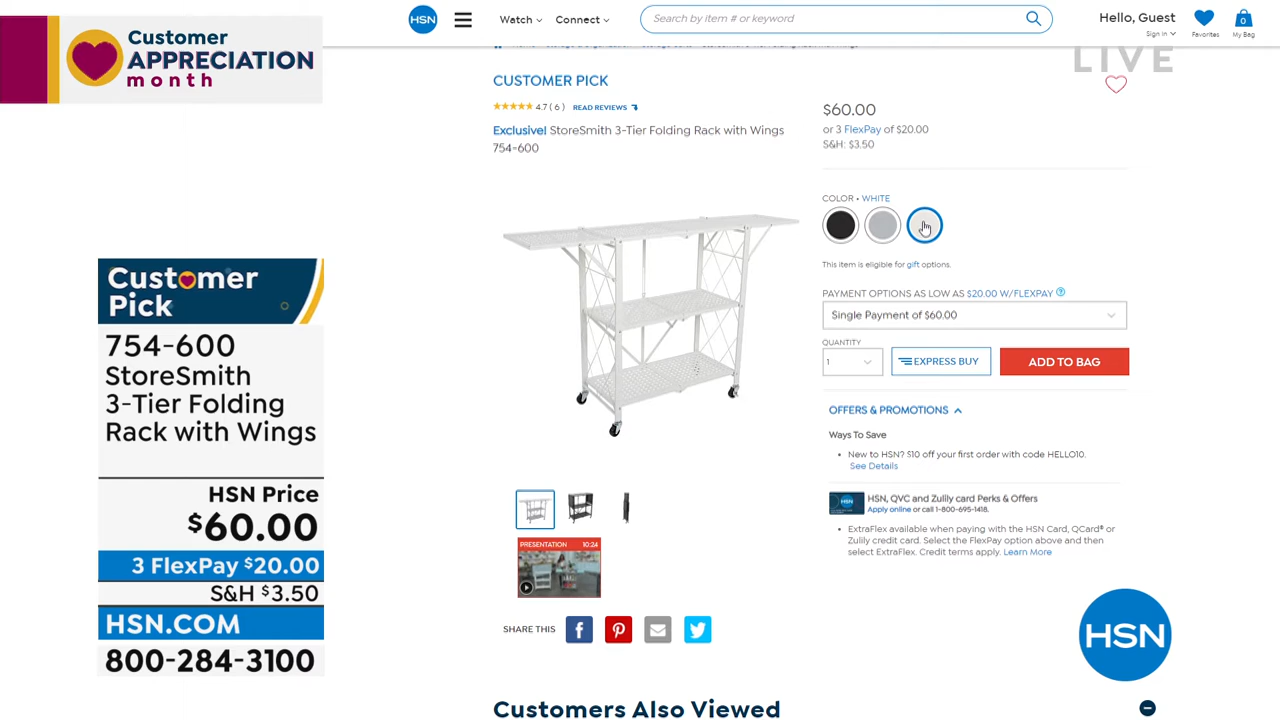 Customer
APPRECIATION
month
HSN
Watch
Connect
Search by item # or keyword
Hello, Guest
Sign in
Favorites
0
My Bag
LIVE
CUSTOMER PICK
4.7 ( 6 )
READ REVIEWS
Exclusive! StoreSmith 3-Tier Folding Rack with Wings
754-600
$60.00
or 3 FlexPay of $20.00
S&H: $3.50
COLOR • WHITE
This item is eligible for gift options.
PAYMENT OPTIONS AS LOW AS $20.00 W/FLEXPAY ?
Single Payment of $60.00
QUANTITY
1
EXPRESS BUY
ADD TO BAG
OFFERS & PROMOTIONS
Ways To Save
• New to HSN? $10 off your first order with code HELLO10.
See Details
HSN, QVC and Zulily card Perks & Offers
Apply online or call 1-800-695-1418.
• ExtraFlex available when paying with the HSN Card, QCard® or
Zulily credit card. Select the FlexPay option above and then
select ExtraFlex. Credit terms apply. Learn More
PRESENTATION 10:24
SHARE THIS
Customers Also Viewed
Customer
Pick
754-600
StoreSmith
3-Tier Folding
Rack with Wings
HSN Price
$60.00
3 FlexPay $20.00
S&H $3.50
HSN.COM
800-284-3100
HSN